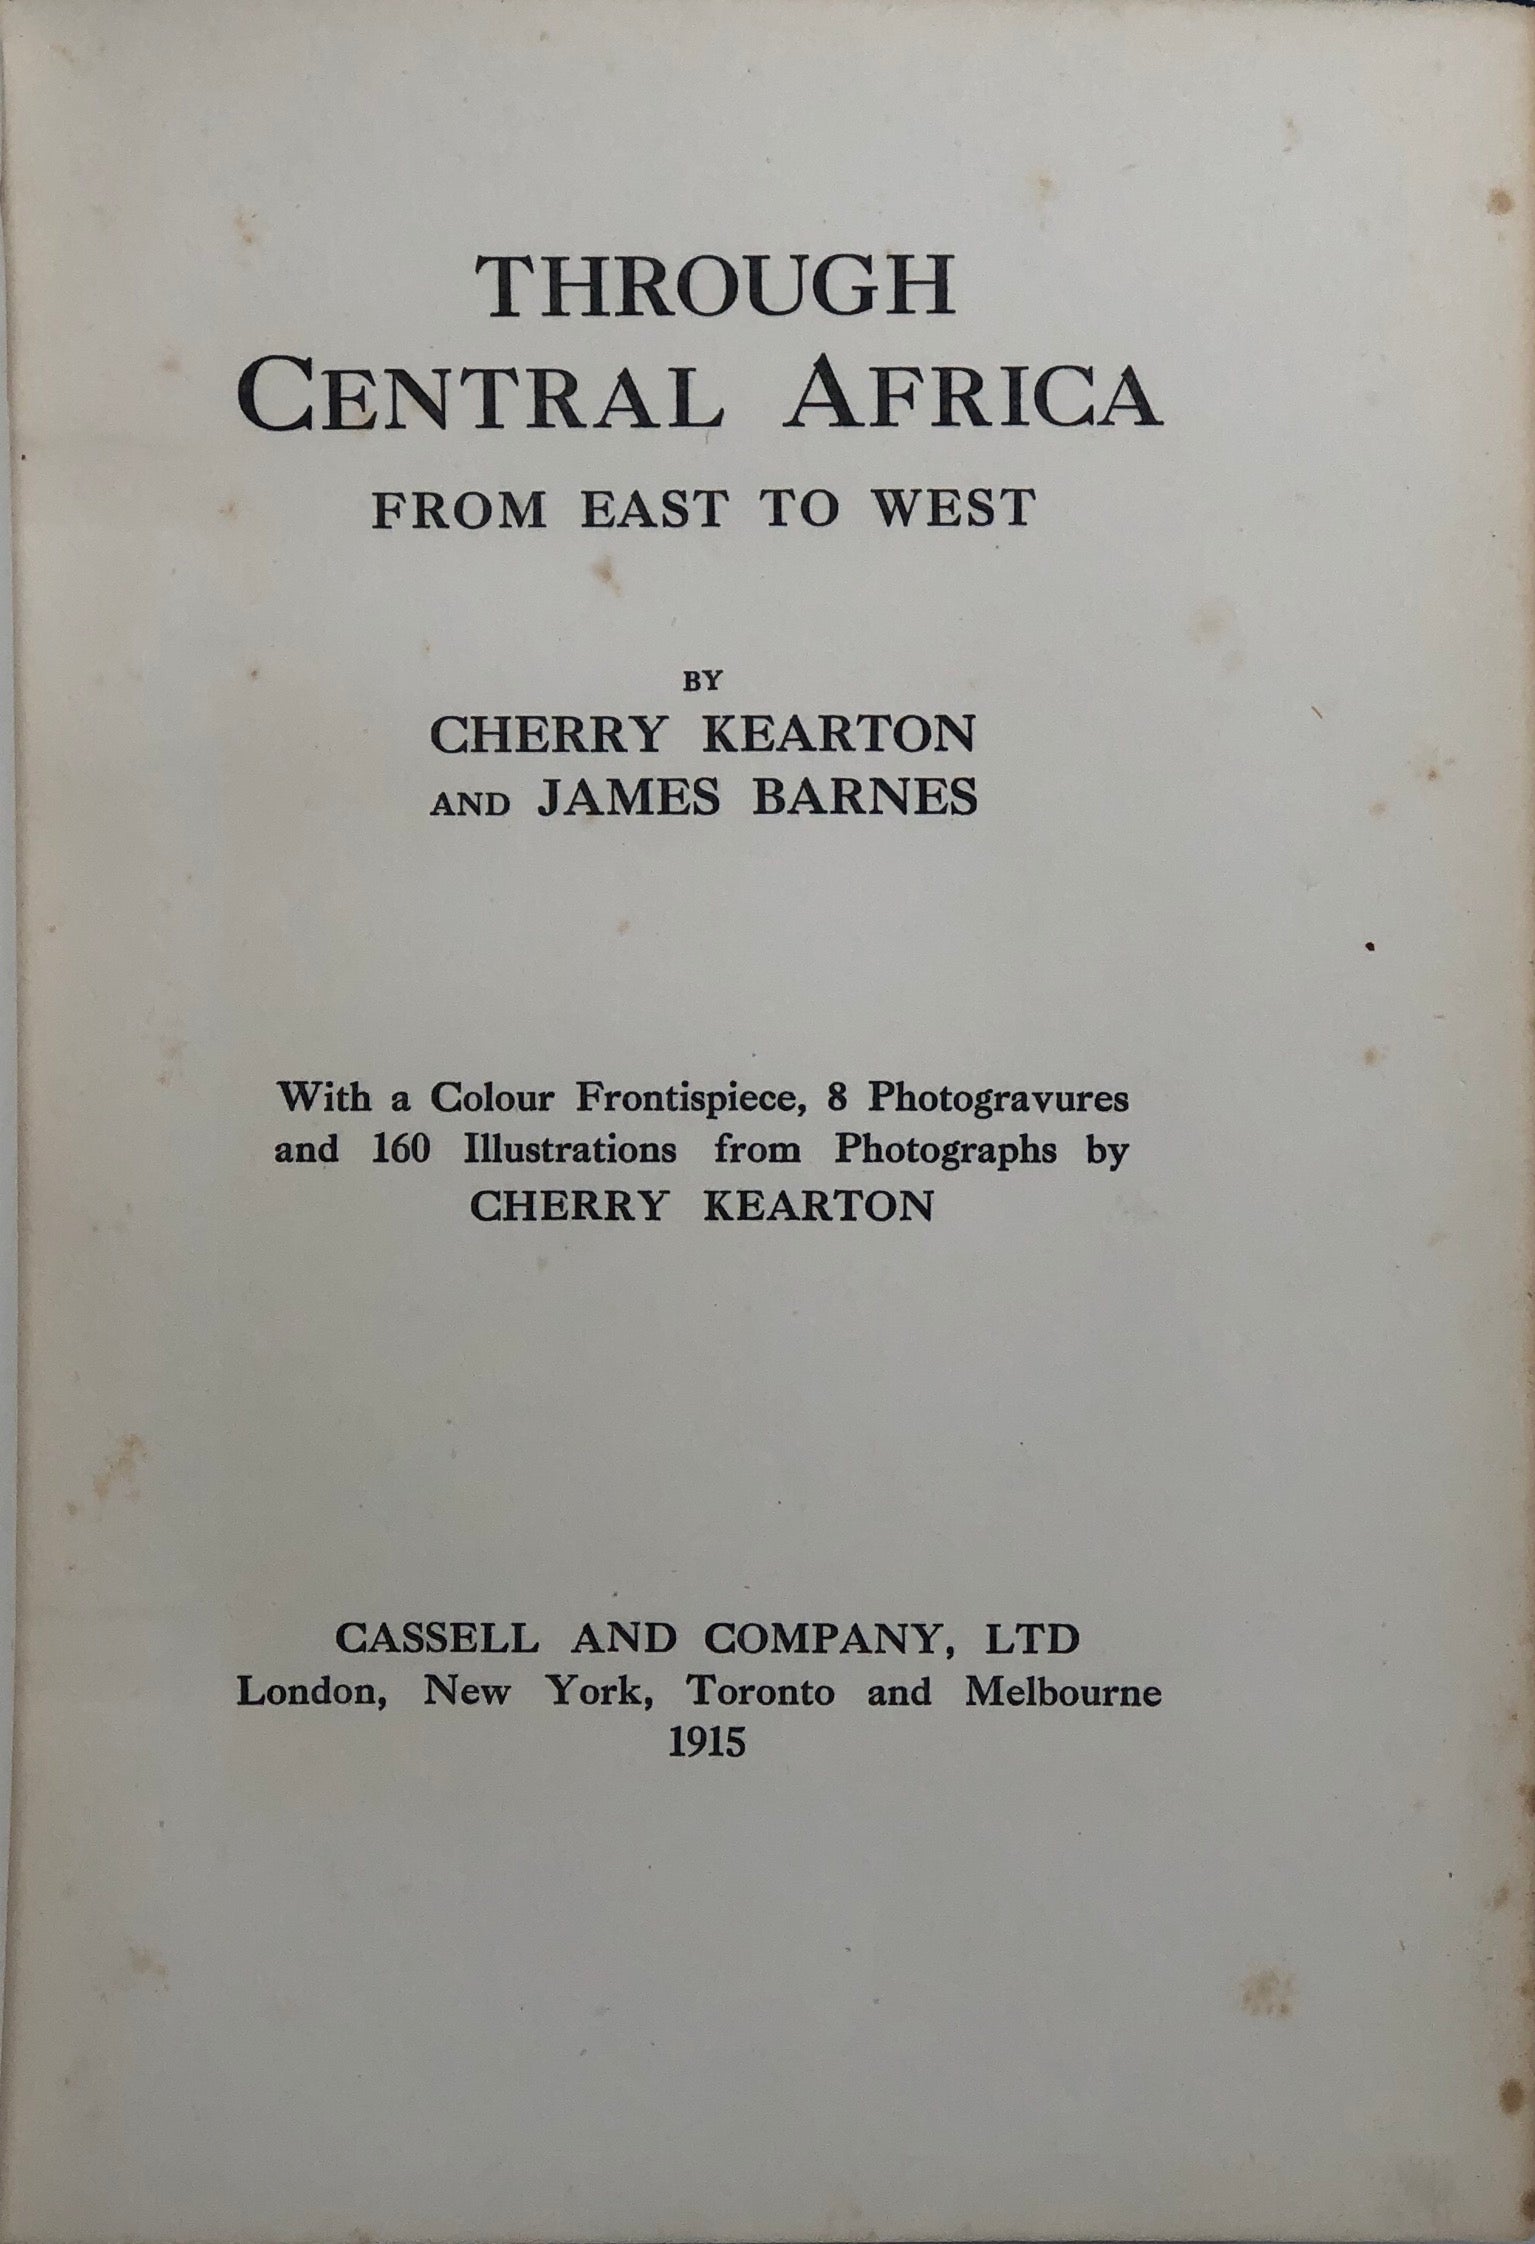 THROUGH
CENTRAL AFRICA
FROM EAST TO WEST
BY
CHERRY KEARTON
AND JAMES BARNES
With a Colour Frontispiece, 8 Photogravures
and 160 Illustrations from Photographs by
CHERRY KEARTON
CASSELL AND COMPANY, LTD
London, New York, Toronto and Melbourne
1915